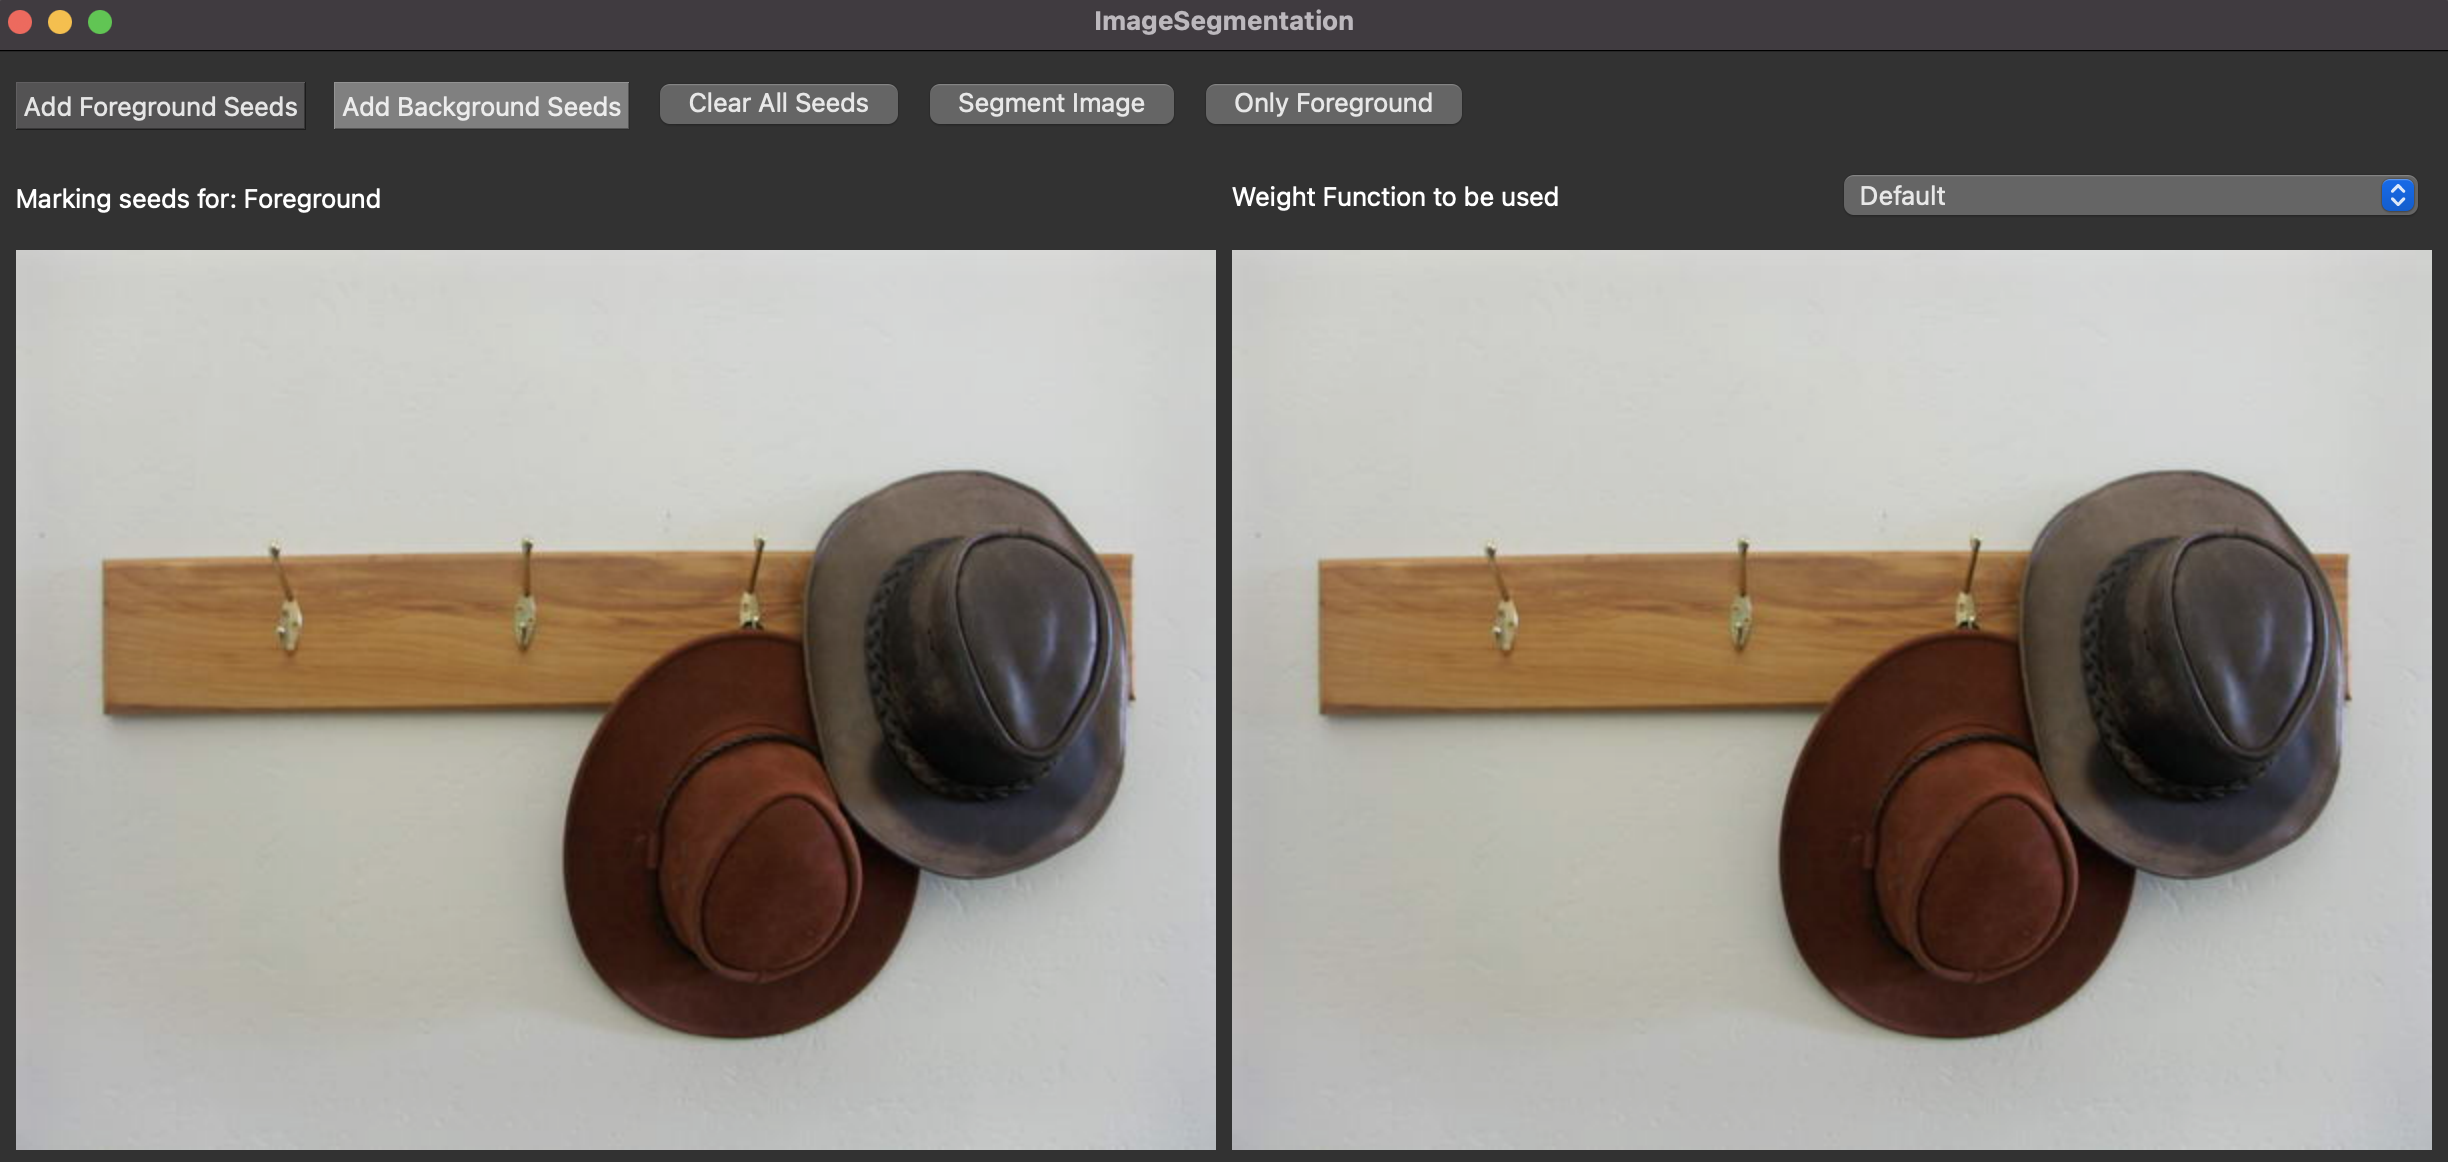 ImageSegmentation
Add Foreground Seeds
Add Background Seeds
Clear All Seeds
Segment Image
Only Foreground
Marking seeds for: Foreground
Weight Function to be used
Default